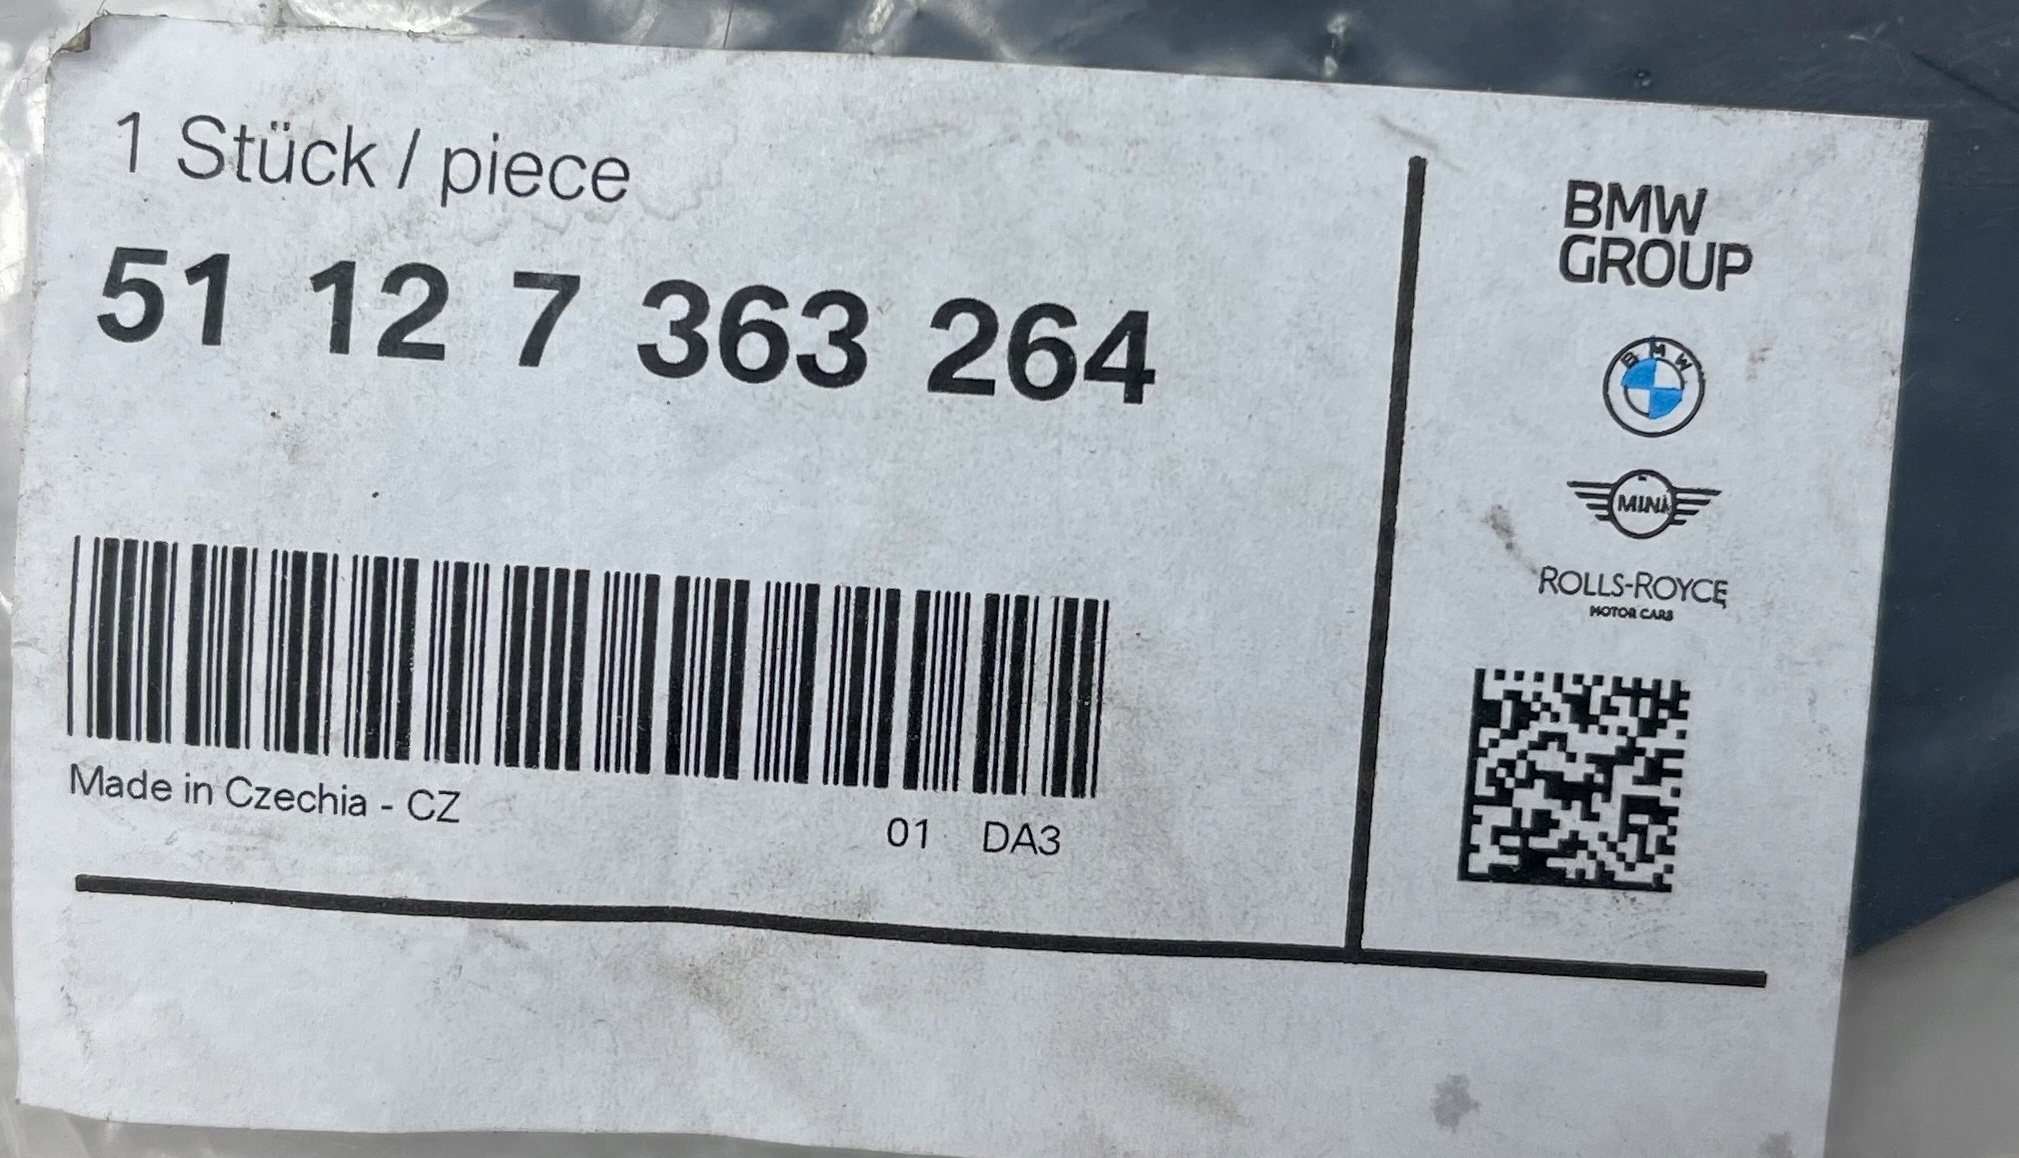 1 Stück / piece
51 12 7 363 264
Made in Czechia - CZ
01 DA3
BMW
GROUP
BMW
MINI
ROLLS-ROYCE
MOTOR CARS